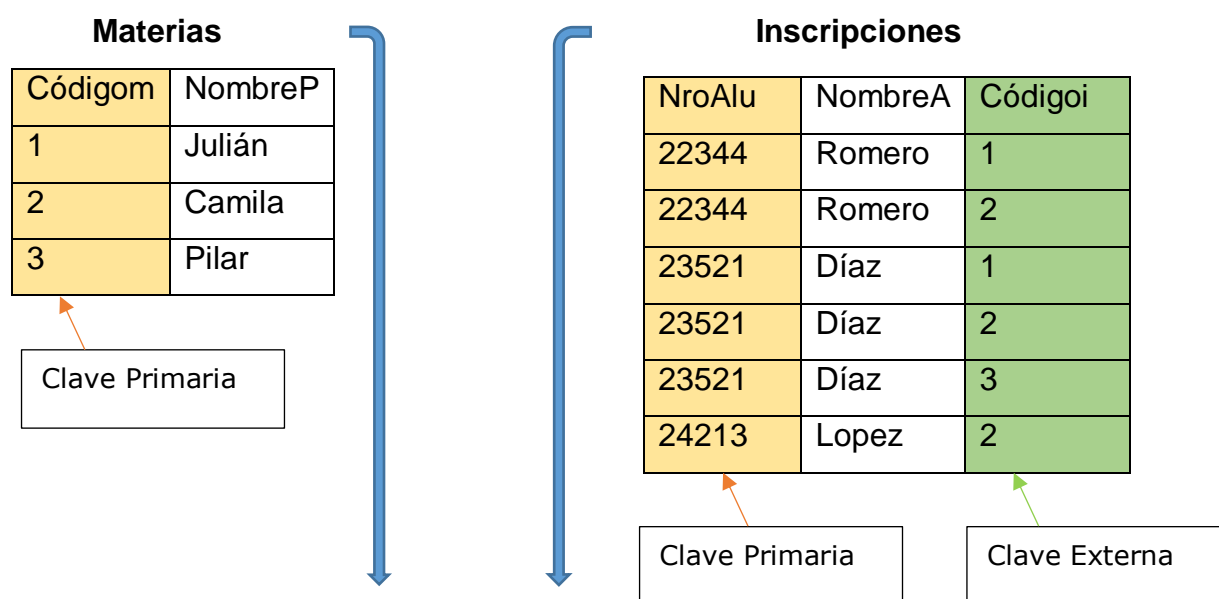 Materias
Códigom NombreP
1 Julián
2 Camila
3 Pilar
Clave Primaria
Inscripciones
NroAlu NombreA Códigoi
22344 Romero 1
22344 Romero 2
23521 Díaz 1
23521 Díaz 2
23521 Díaz 3
24213 Lopez 2
Clave Primaria
Clave Externa